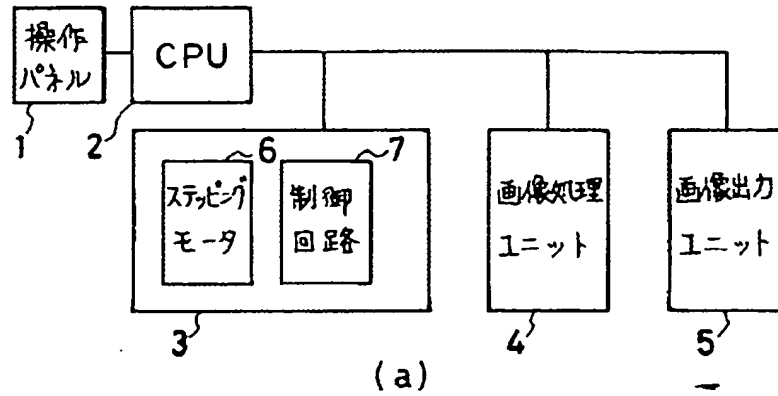 操作
パネル
CPU
1
2
6
7
ステッピング
モータ
制御
回路
画像処理
ユニット
画像出力
ユニット
3
4
5
(a)